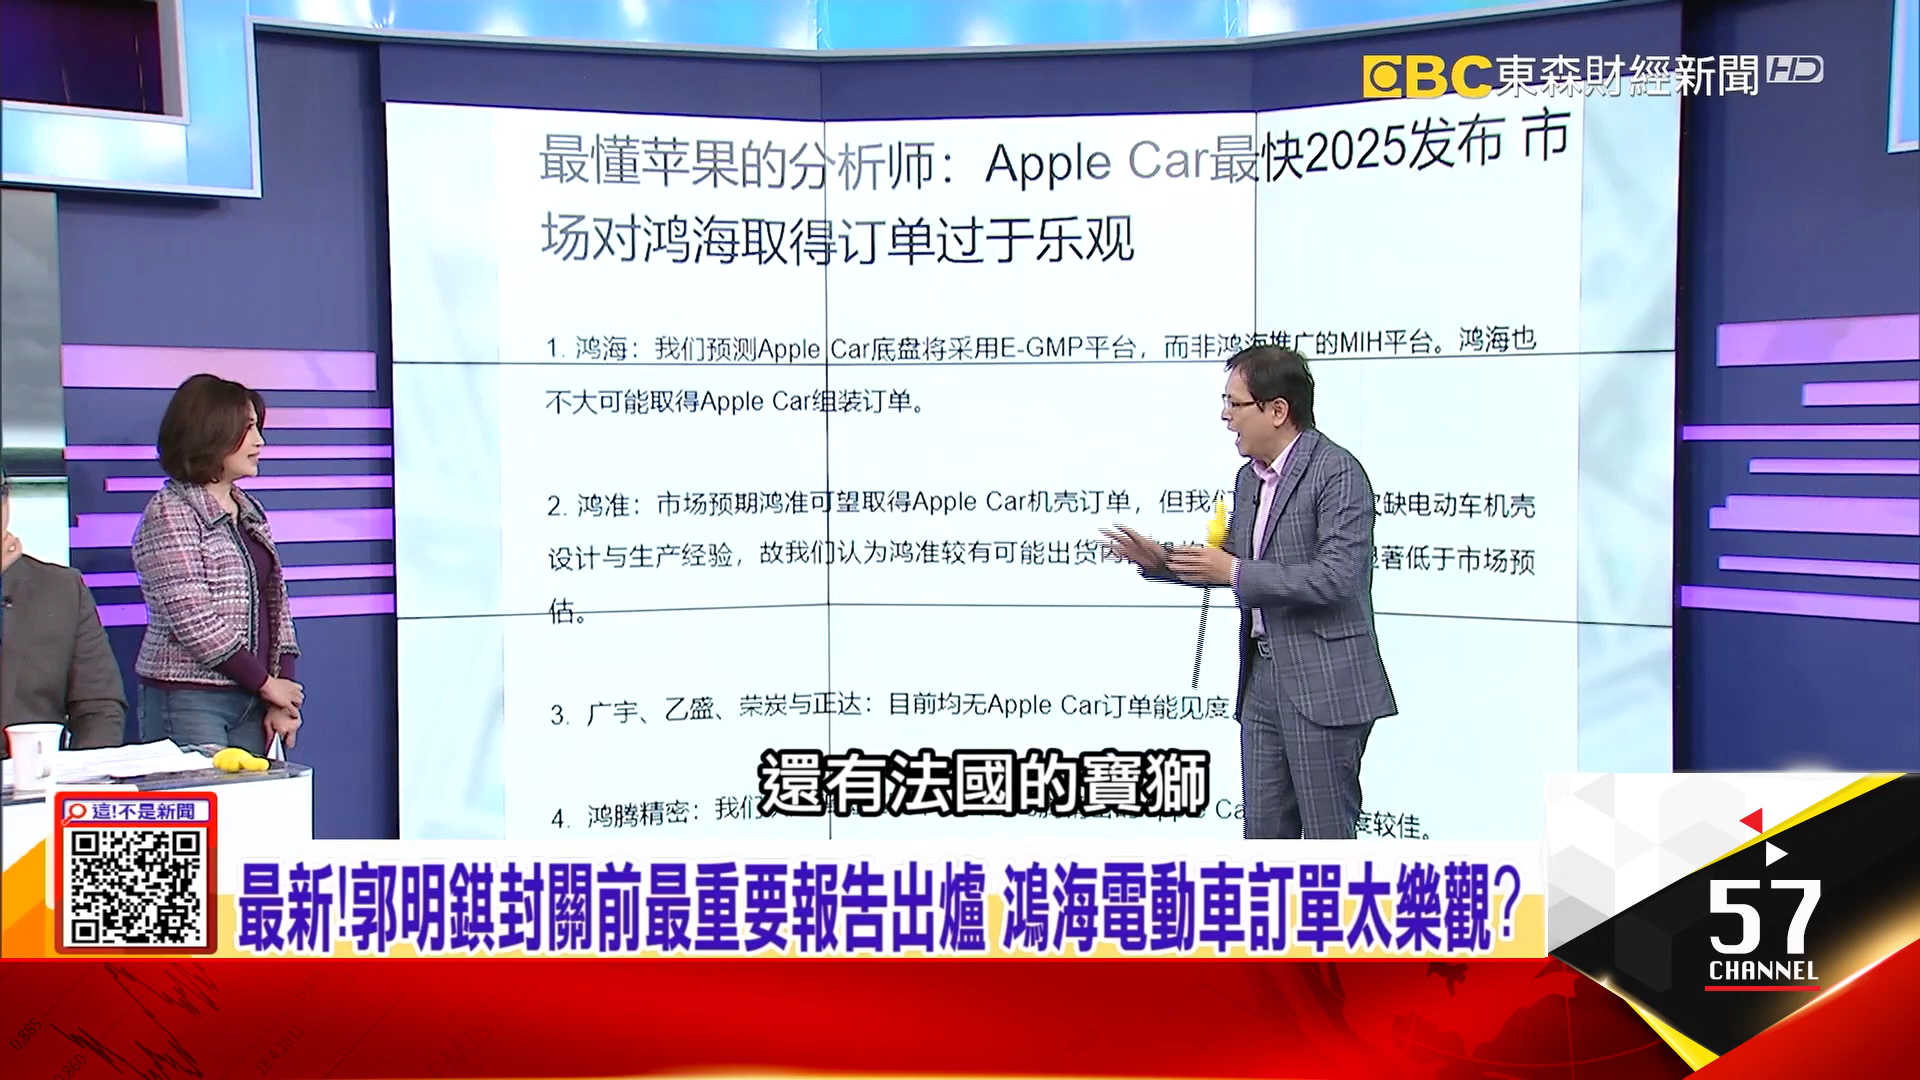 EBC東森財經新聞HD
最懂苹果的分析师：Apple Car最快2025发布 市
场对鸿海取得订单过于乐观
1. 鸿海：我们预测Apple Car底盘将采用E-GMP平台，而非鸿海推广的MIH平台。鸿海也
不大可能取得Apple Car组装订单。
2. 鸿准：市场预期鸿准可望取得Apple Car机壳订单，但我们 缺电动车机壳
设计与生产经验，故我们认为鸿准较有可能出货内 著低于市场预
估。
3. 广宇、乙盛、荣炭与正达：目前均无Apple Car订单能见度。
還有法國的寶獅
4. 鸿腾精密：我们 Ca 度较佳。
這!不是新聞
最新!郭明錤封關前最重要報告出爐 鴻海電動車訂單太樂觀?
57
CHANNEL
0.885
0.860
18.4.2011